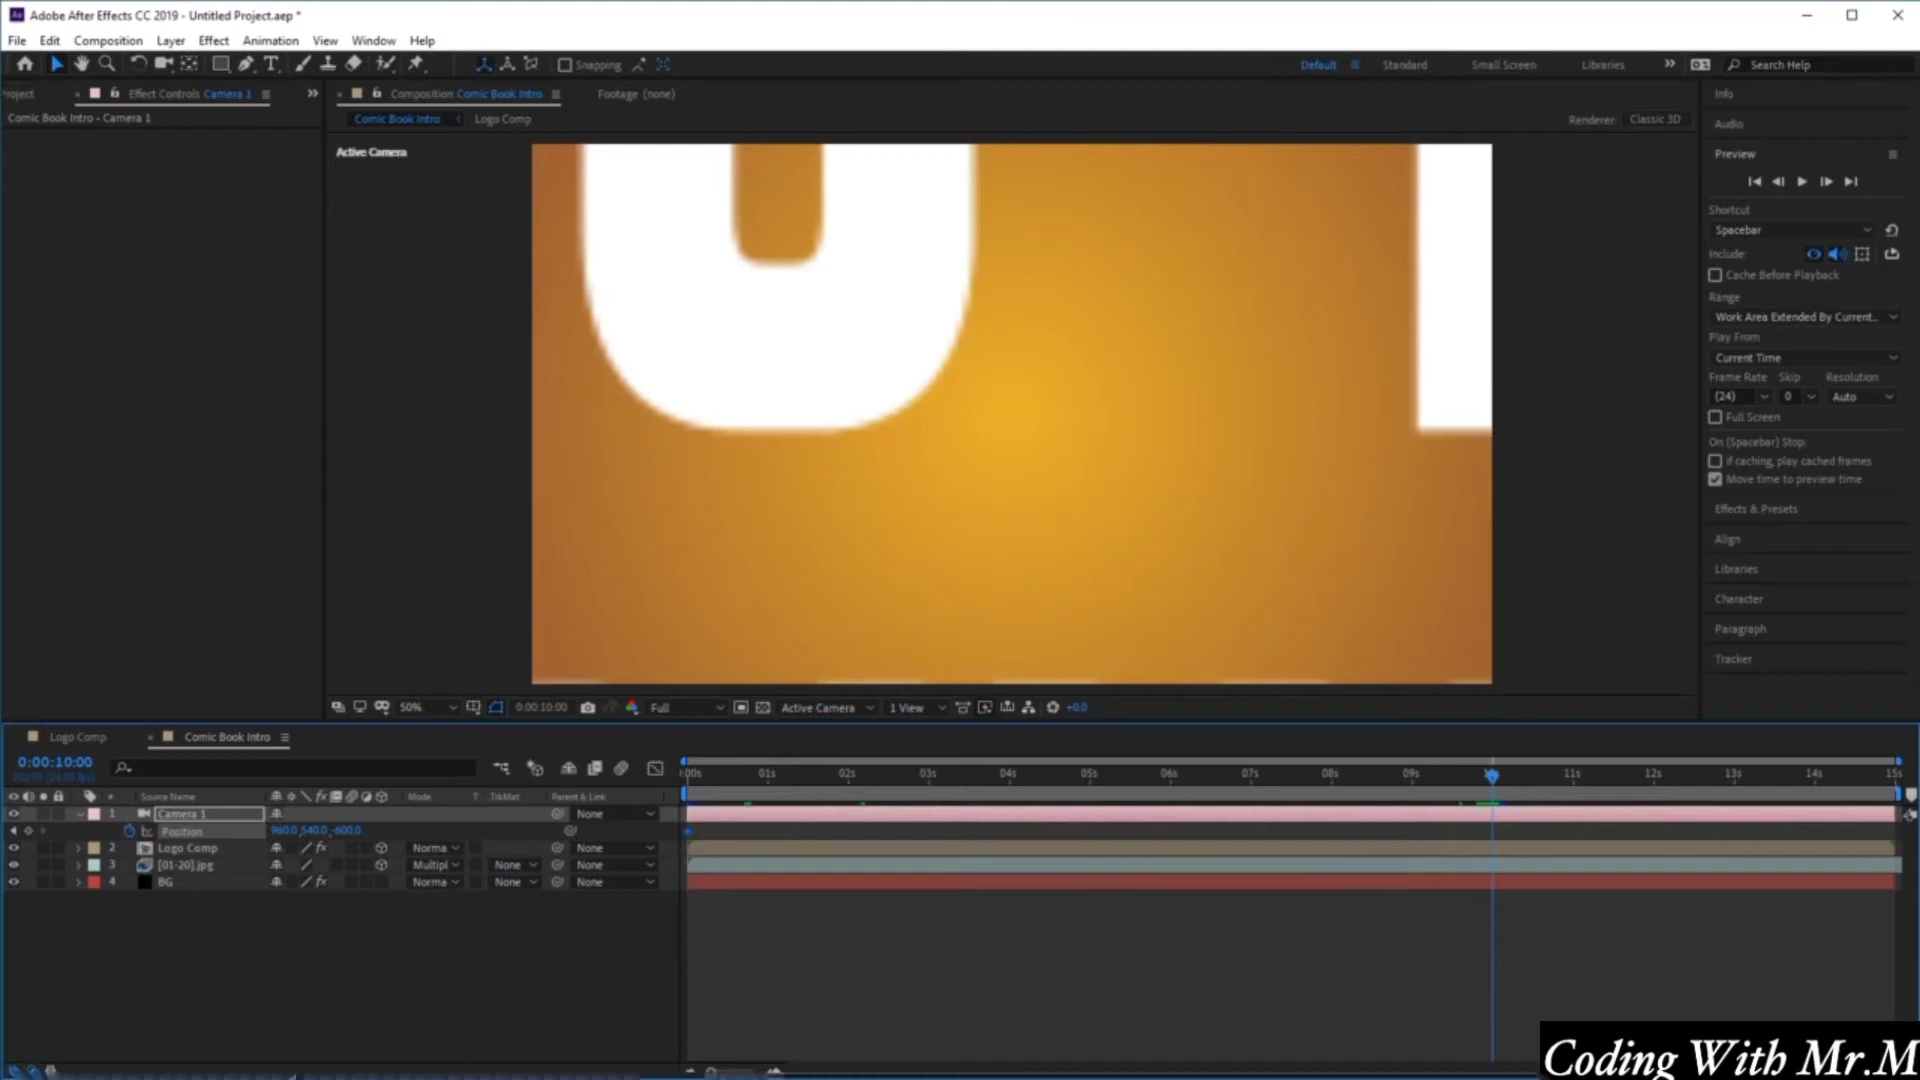 Adobe After Effects CC 2019 - Untitled Project.aep *
File Edit Composition Layer Effect Animation View Window Help
Snapping Default Standard Small Screen Libraries Search Help
roject Effect Controls Camera 1 Composition Comic Book Intro Footage (none) Info
Comic Book Intro - Camera 1 Comic Book Intro Logo Comp Renderer: Classic 3D Audio
Active Camera
Preview
Shortcut
Spacebar
Include:
Cache Before Playback
Range
Work Area Extended By Current...
Play From
Current Time
Frame Rate Skip Resolution
(24) 0 Auto
Full Screen
On (Spacebar) Stop:
If caching, play cached frames
Move time to preview time
Effects & Presets
Align
Libraries
Character
Paragraph
Tracker
50% 0:00:10:00 Full Active Camera 1 View +0.0
Logo Comp Comic Book Intro
0:00:10:00
:00s 01s 02s 03s 04s 05s 06s 07s 08s 09s 11s 12s 13s 14s 15s
# Source Name Mode T .TrkMat Parent & Link
1 Camera 1 None
Position 960.0,540.0,-600.0
2 Logo Comp Norma None
3 [01-20].jpg Multipl None None
4 BG Norma None None
Coding With Mr.M